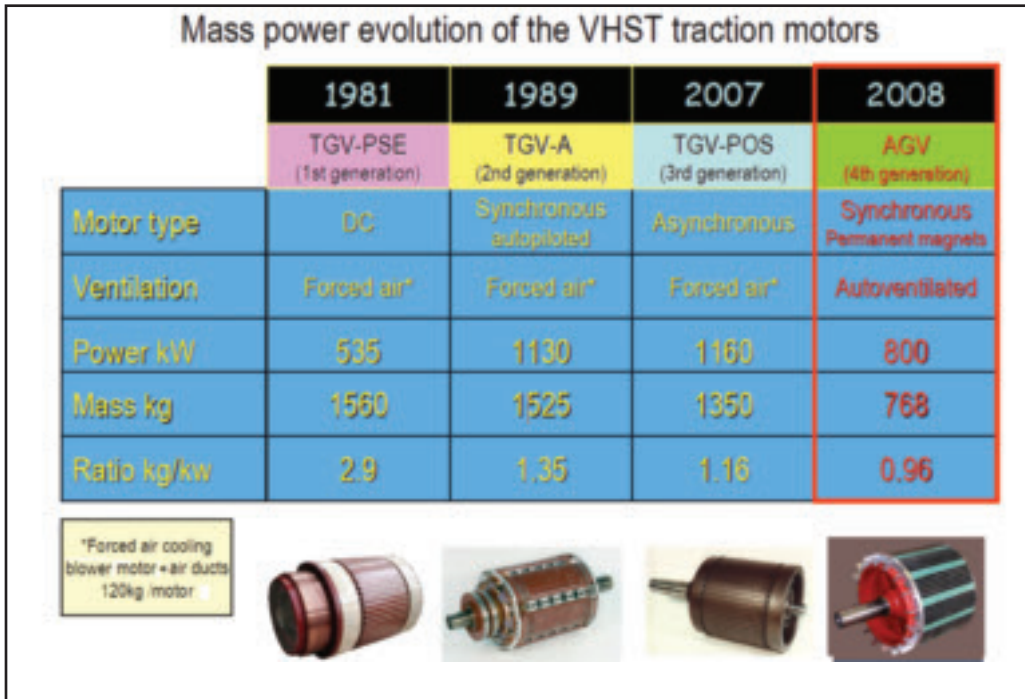 Mass power evolution of the VHST traction motors
1981 1989 2007 2008
TGV-PSE TGV-A TGV-POS AGV
(1st generation) (2nd generation) (3rd generation) (4th generation)
Motor type DC Synchronous autopiloted Asynchronous Synchronous Permanent magnets
Ventilation Forced air* Forced air* Forced air* Autoventilated
Power kW 535 1130 1160 800
Mass kg 1560 1525 1350 768
Ratio kg/kw 2.9 1.35 1.16 0.96
*Forced air cooling
blower motor + air ducts
120kg /motor